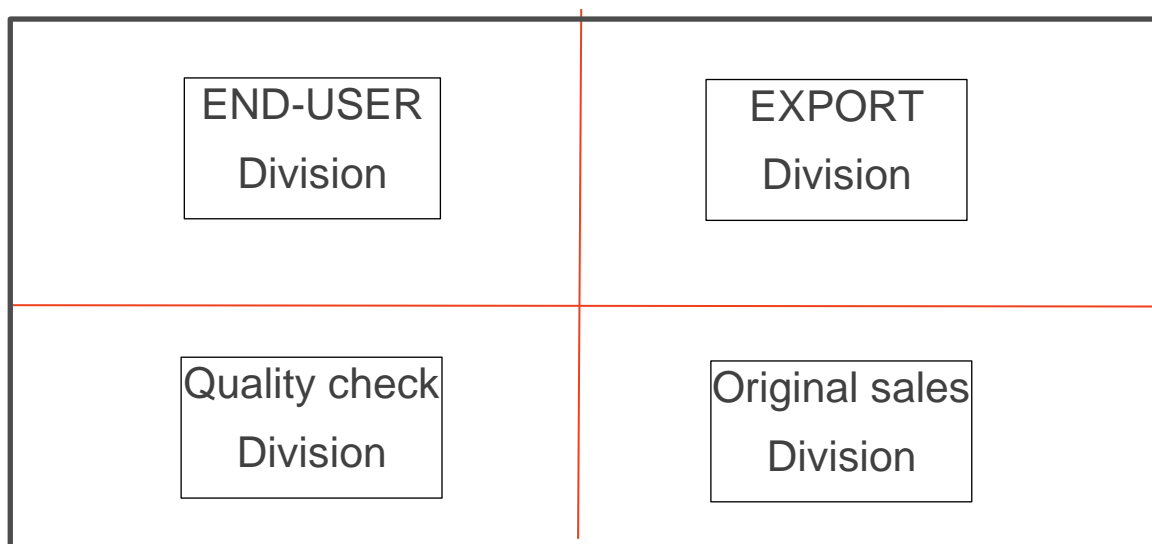 END-USER
Division
EXPORT
Division
Quality check
Division
Original sales
Division